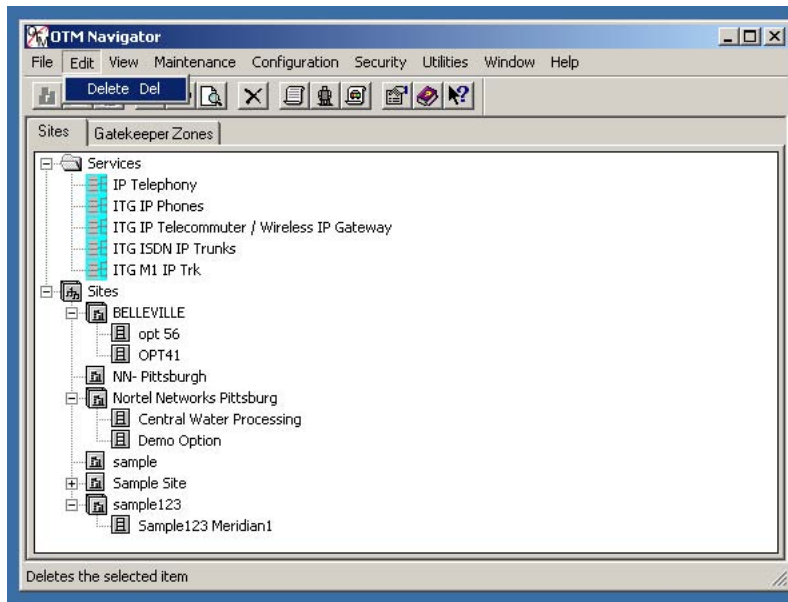 OTM Navigator
File Edit View Maintenance Configuration Security Utilities Window Help
Delete Del
Sites Gatekeeper Zones
Services
IP Telephony
ITG IP Phones
ITG IP Telecommuter / Wireless IP Gateway
ITG ISDN IP Trunks
ITG M1 IP Trk
Sites
BELLEVILLE
opt 56
OPT41
NN- Pittsburgh
Nortel Networks Pittsburg
Central Water Processing
Demo Option
sample
Sample Site
sample123
Sample123 Meridian1
Deletes the selected item